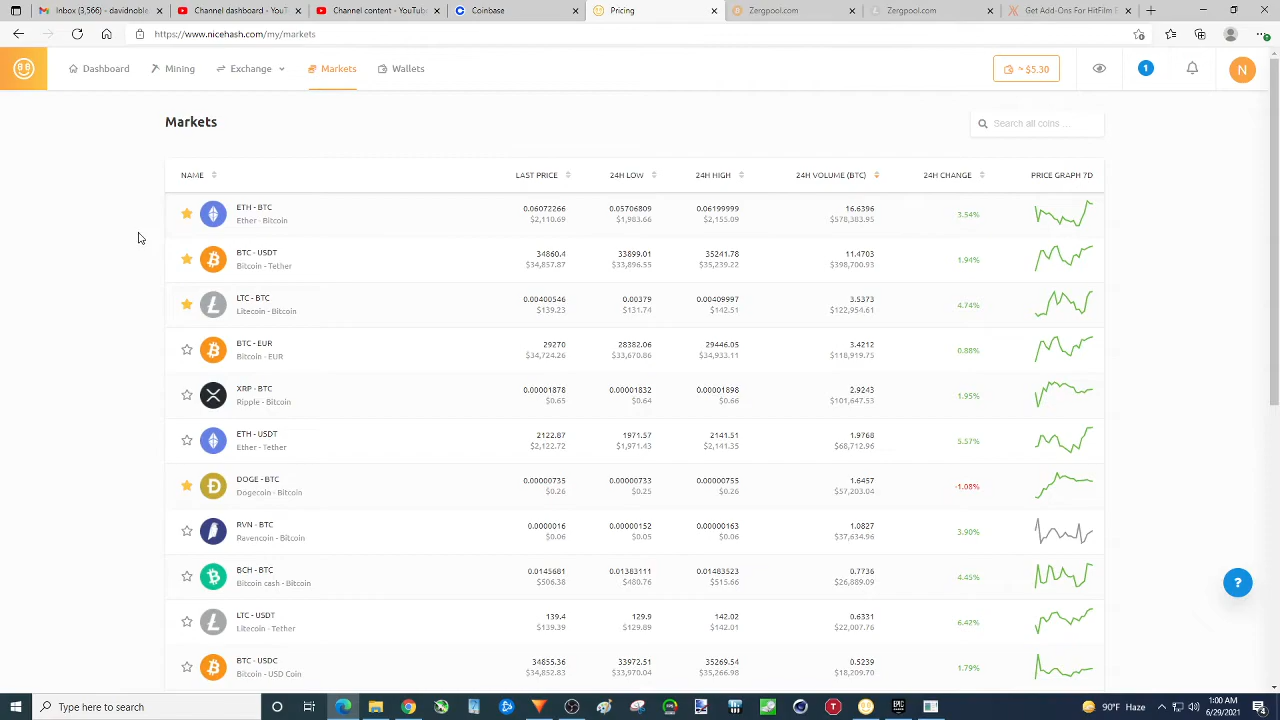 Inbox (3,566) - davidnoble
Channel dashboard - YouTu
Channel content - YouTube
Coinbase
Pricing
Zergpool.com
Zergpool.com
Get Add-Ons For HitFilm
https://www.nicehash.com/my/markets
Dashboard Mining Exchange Markets Wallets
~ $5.30
1
N
Markets
Search all coins ...
NAME LAST PRICE 24H LOW 24H HIGH 24H VOLUME (BTC) 24H CHANGE PRICE GRAPH 7D
ETH - BTC 0.06072266 0.05706809 0.06199999 16.6396
Ether - Bitcoin $2,110.69 $1,983.66 $2,155.09 $578,383.95
3.54%
BTC - USDT 34860.4 33899.01 35241.78 11.4703
Bitcoin - Tether $34,857.87 $33,896.55 $35,239.22 $398,700.93
1.94%
LTC - BTC 0.00400546 0.00379 0.00409997 3.5373
Litecoin - Bitcoin $139.23 $131.74 $142.51 $122,954.61
4.74%
BTC - EUR 29270 28382.06 29446.05 3.4212
Bitcoin - EUR $34,724.26 $33,670.86 $34,933.11 $118,919.75
0.88%
XRP - BTC 0.00001878 0.00001832 0.00001898 2.9243
Ripple - Bitcoin $0.65 $0.64 $0.66 $101,647.53
1.95%
ETH - USDT 2122.87 1971.57 2141.51 1.9768
Ether - Tether $2,122.72 $1,971.43 $2,141.35 $68,712.96
5.57%
DOGE - BTC 0.00000735 0.00000733 0.00000755 1.6457
Dogecoin - Bitcoin $0.26 $0.25 $0.26 $57,203.04
-1.08%
RVN - BTC 0.0000016 0.00000152 0.00000163 1.0827
Ravencoin - Bitcoin $0.06 $0.05 $0.06 $37,634.96
3.90%
BCH - BTC 0.0145681 0.01383111 0.01483523 0.7736
Bitcoin cash - Bitcoin $506.38 $480.76 $515.66 $26,889.09
4.45%
LTC - USDT 139.4 129.9 142.02 0.6331
Litecoin - Tether $139.39 $129.89 $142.01 $22,007.76
6.42%
BTC - USDC 34855.36 33972.51 35269.54 0.5239
Bitcoin - USD Coin $34,852.83 $33,970.04 $35,266.98 $18,209.70
1.79%
?
Type here to search
90°F Haze
1:00 AM
6/29/2021